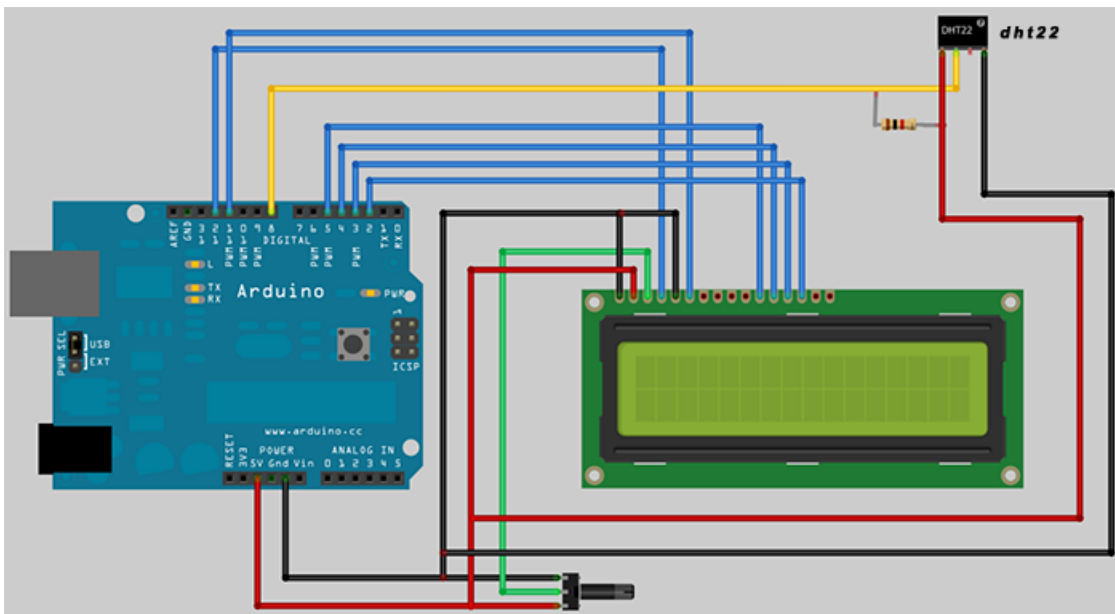 DHT22
dht22
AREF
GND
13
12
11
10
9
8
7
6
5
4
3
2
1
0
PWM
PWM
PWM
PWM
PWM
PWM
TX
RX
DIGITAL
L
TX
RX
Arduino
PWR
1
ICSP
PWR SEL
USB
EXT
www.arduino.cc
POWER
ANALOG IN
RESET
3V3
5V
Gnd
Vin
0
1
2
3
4
5